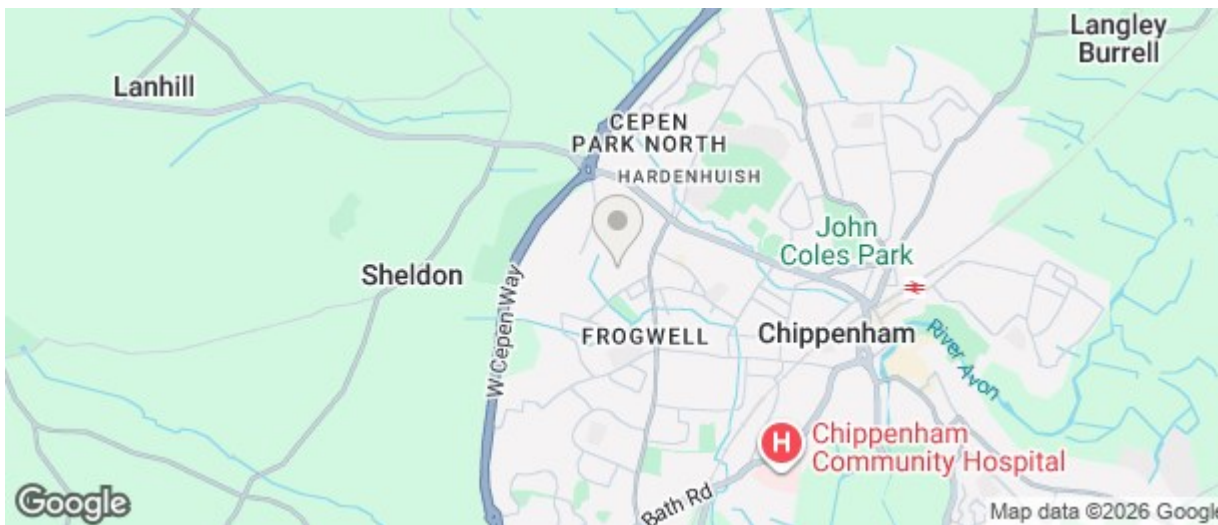 Langley
Burrell
Lanhill
CEPEN
PARK NORTH
HARDENHUISH
John
Coles Park
Sheldon
W Cepen Way
FROGWELL
Chippenham
River Avon
H
Chippenham
Community Hospital
Bath Rd
Google
Map data ©2026 Google